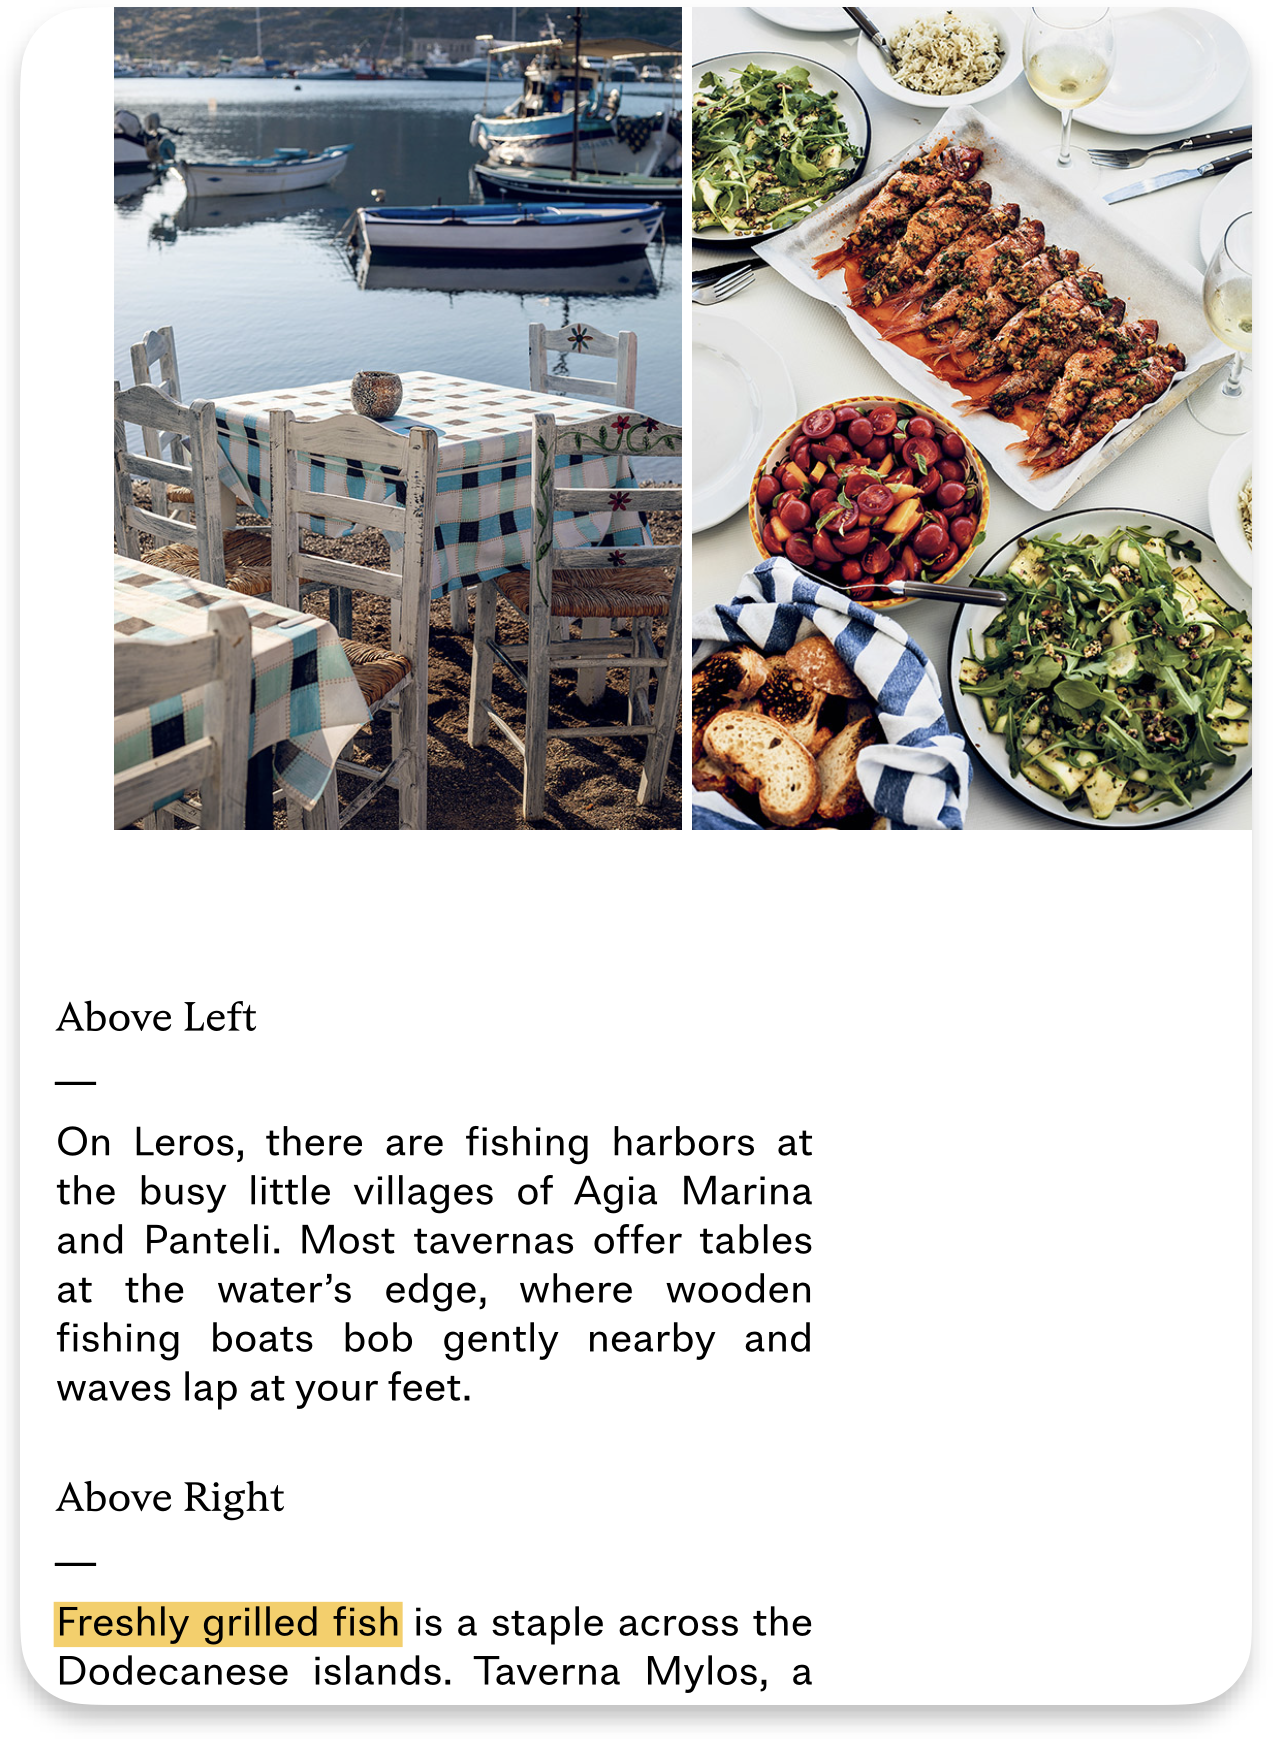 Above Left
—
On Leros, there are fishing harbors at
the busy little villages of Agia Marina
and Panteli. Most tavernas offer tables
at the water’s edge, where wooden
fishing boats bob gently nearby and
waves lap at your feet.
Above Right
—
Freshly grilled fish is a staple across the
Dodecanese islands. Taverna Mylos, a